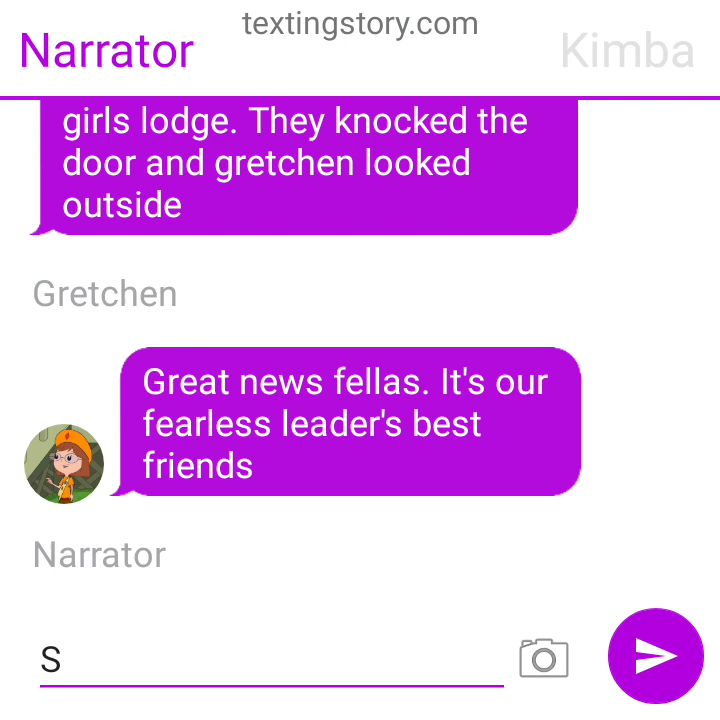 textingstory.com
Narrator
Kimba
girls lodge. They knocked the
door and gretchen looked
outside
Gretchen
Great news fellas. It's our
fearless leader's best
friends
Narrator
S